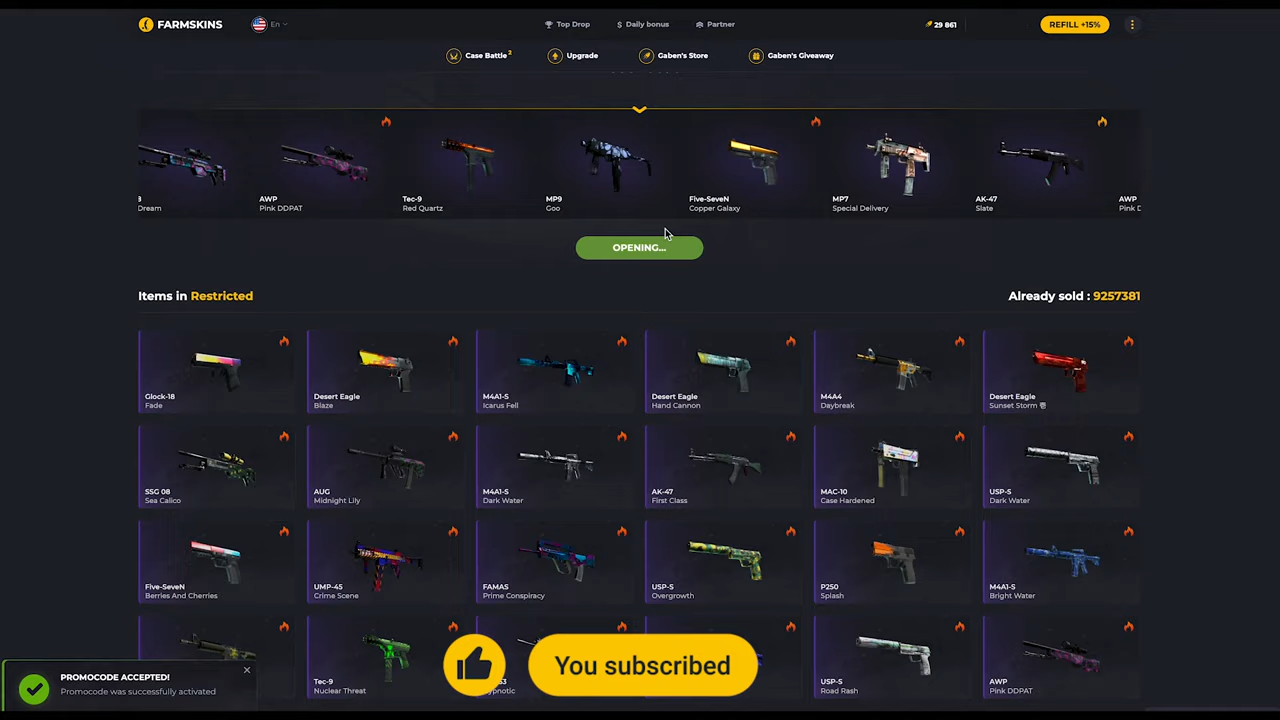 FARMSKINS
En
Top Drop
Daily bonus
Partner
29 861
REFILL +15%
Case Battle 2
Upgrade
Gaben's Store
Gaben's Giveaway
Dream
AWP
Pink DDPAT
Tec-9
Red Quartz
MP9
Goo
Five-SeveN
Copper Galaxy
MP7
Special Delivery
AK-47
Slate
AWP
Pink D
OPENING...
Items in Restricted
Already sold : 9257381
Glock-18
Fade
Desert Eagle
Blaze
M4A1-S
Icarus Fell
Desert Eagle
Hand Cannon
M4A4
Daybreak
Desert Eagle
Sunset Storm 壱
SSG 08
Sea Calico
AUG
Midnight Lily
M4A1-S
Dark Water
AK-47
First Class
MAC-10
Case Hardened
USP-S
Dark Water
Five-SeveN
Berries And Cherries
UMP-45
Crime Scene
FAMAS
Prime Conspiracy
USP-S
Overgrowth
P250
Splash
M4A1-S
Bright Water
Tec-9
Nuclear Threat
USP-S
Road Rash
AWP
Pink DDPAT
You subscribed
PROMOCODE ACCEPTED!
Promocode was successfully activated